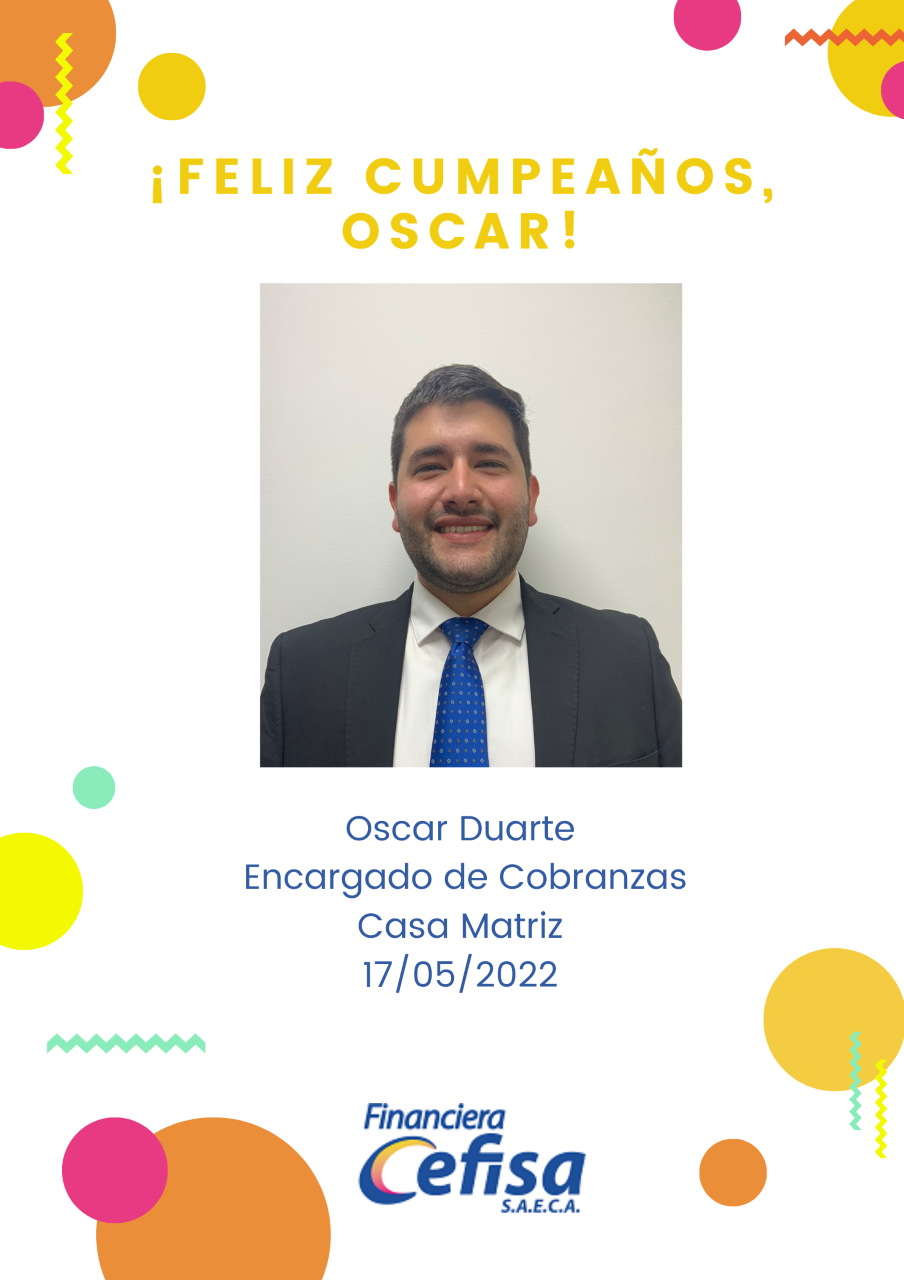 ¡FELIZ CUMPEAÑOS,
OSCAR!
Oscar Duarte
Encargado de Cobranzas
Casa Matriz
17/05/2022
Financiera
Cefisa
S.A.E.C.A.